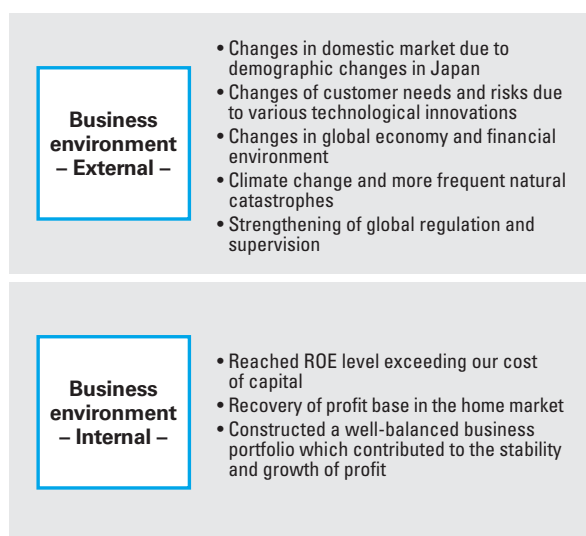 Business
environment
– External –
• Changes in domestic market due to
demographic changes in Japan
• Changes of customer needs and risks due
to various technological innovations
• Changes in global economy and financial
environment
• Climate change and more frequent natural
catastrophes
• Strengthening of global regulation and
supervision
Business
environment
– Internal –
• Reached ROE level exceeding our cost
of capital
• Recovery of profit base in the home market
• Constructed a well-balanced business
portfolio which contributed to the stability
and growth of profit